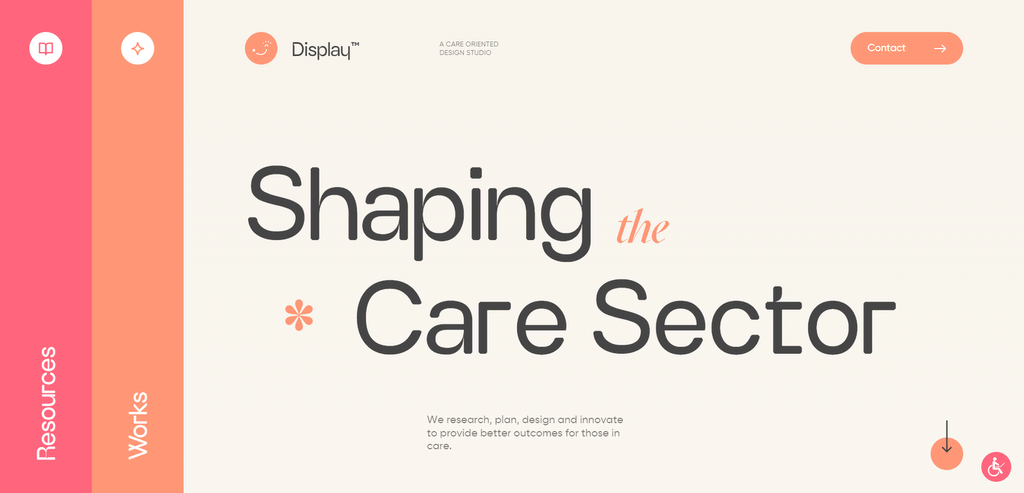 Display™
A CARE ORIENTED
DESIGN STUDIO
Contact
Resources
Works
Shaping the
* Care Sector
We research, plan, design and innovate
to provide better outcomes for those in
care.